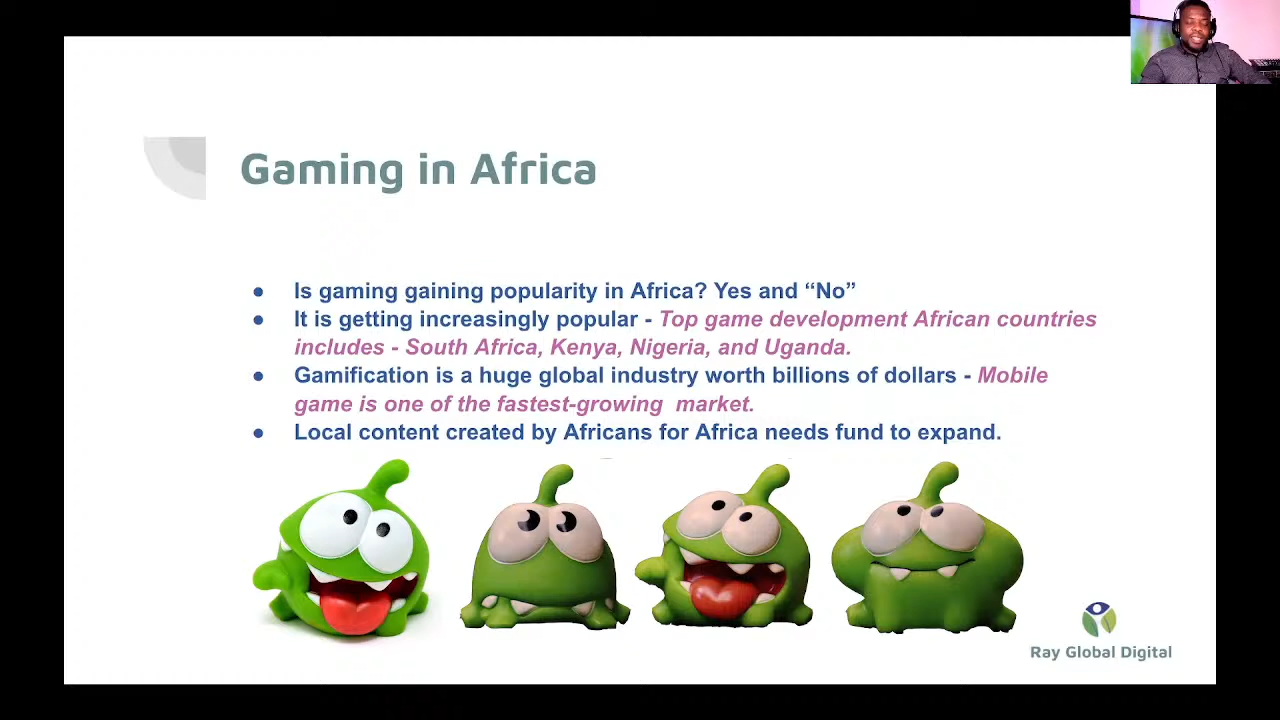 Gaming in Africa
● Is gaming gaining popularity in Africa? Yes and “No”
● It is getting increasingly popular - Top game development African countries
includes - South Africa, Kenya, Nigeria, and Uganda.
● Gamification is a huge global industry worth billions of dollars - Mobile
game is one of the fastest-growing market.
● Local content created by Africans for Africa needs fund to expand.
Ray Global Digital